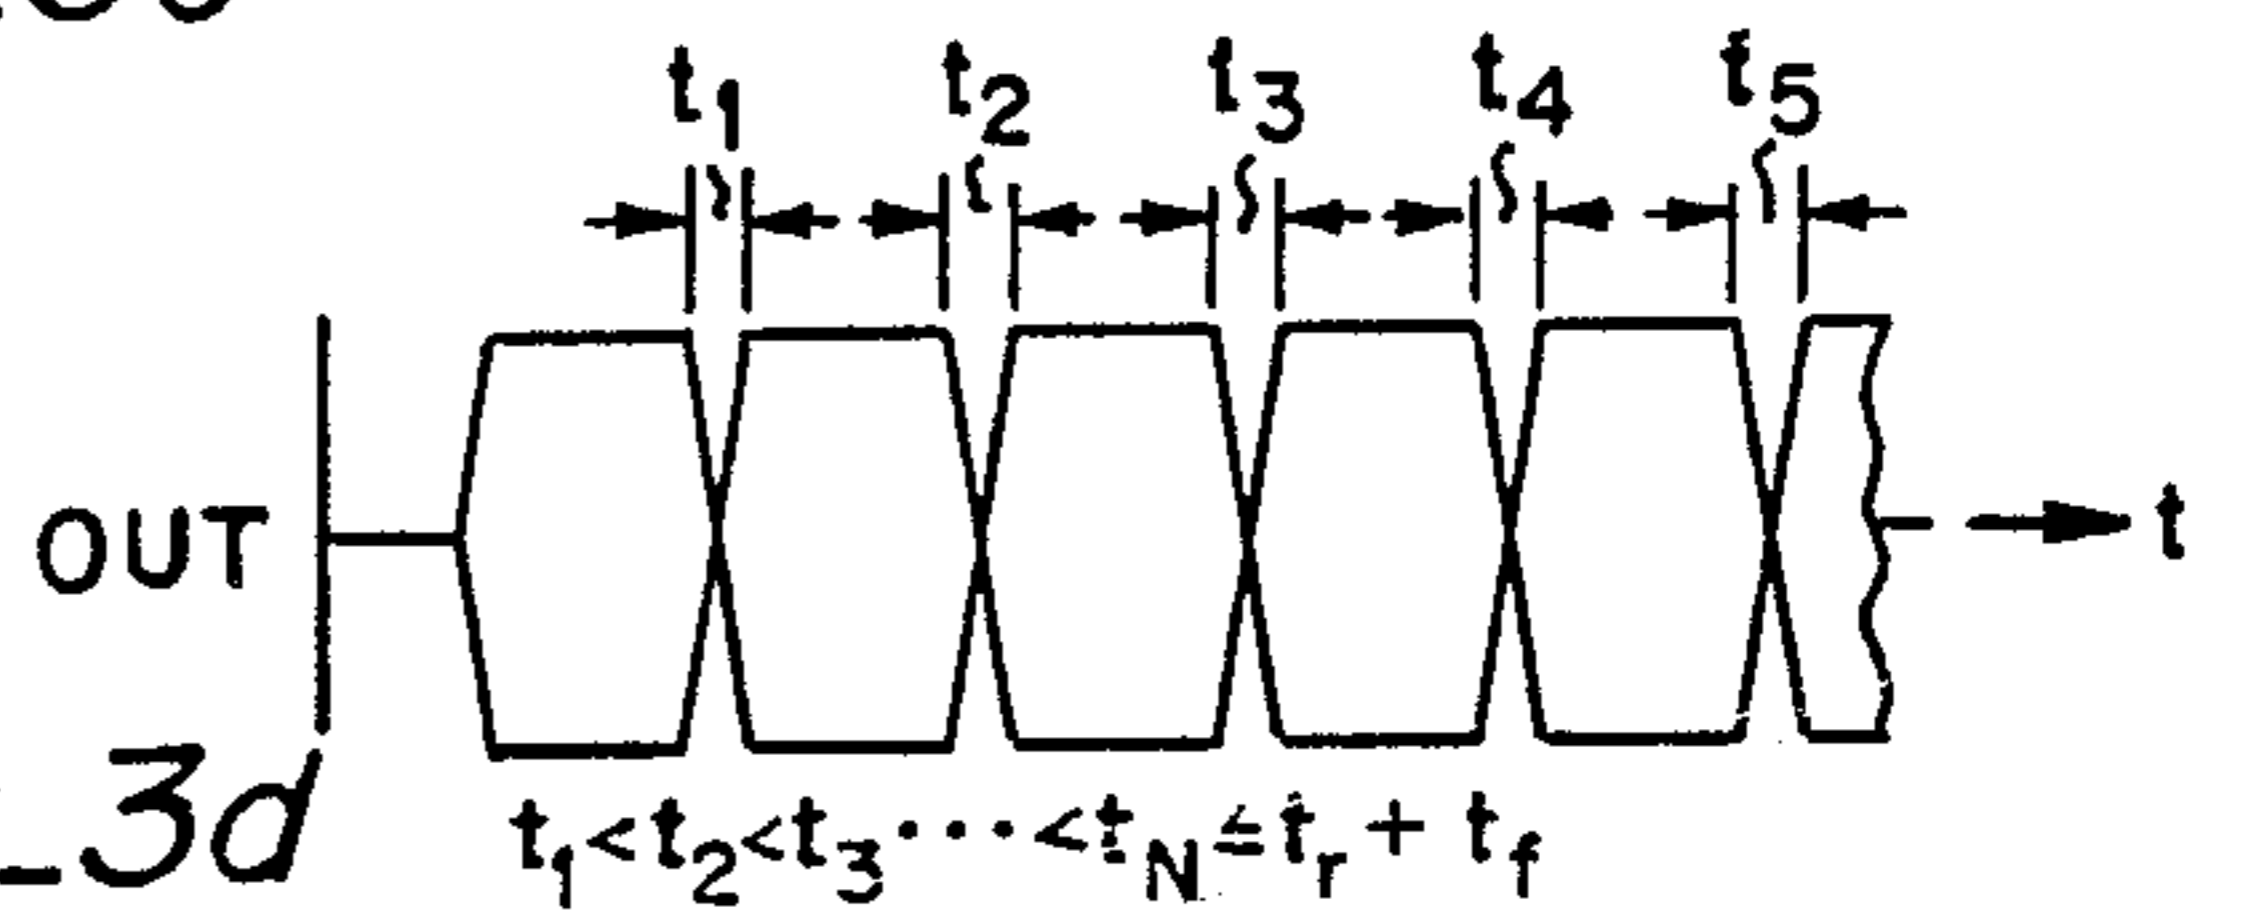 t1 t2 t3 t4 t5
OUT
t
3d
t1<t2<t3···<tN≤tr + tf